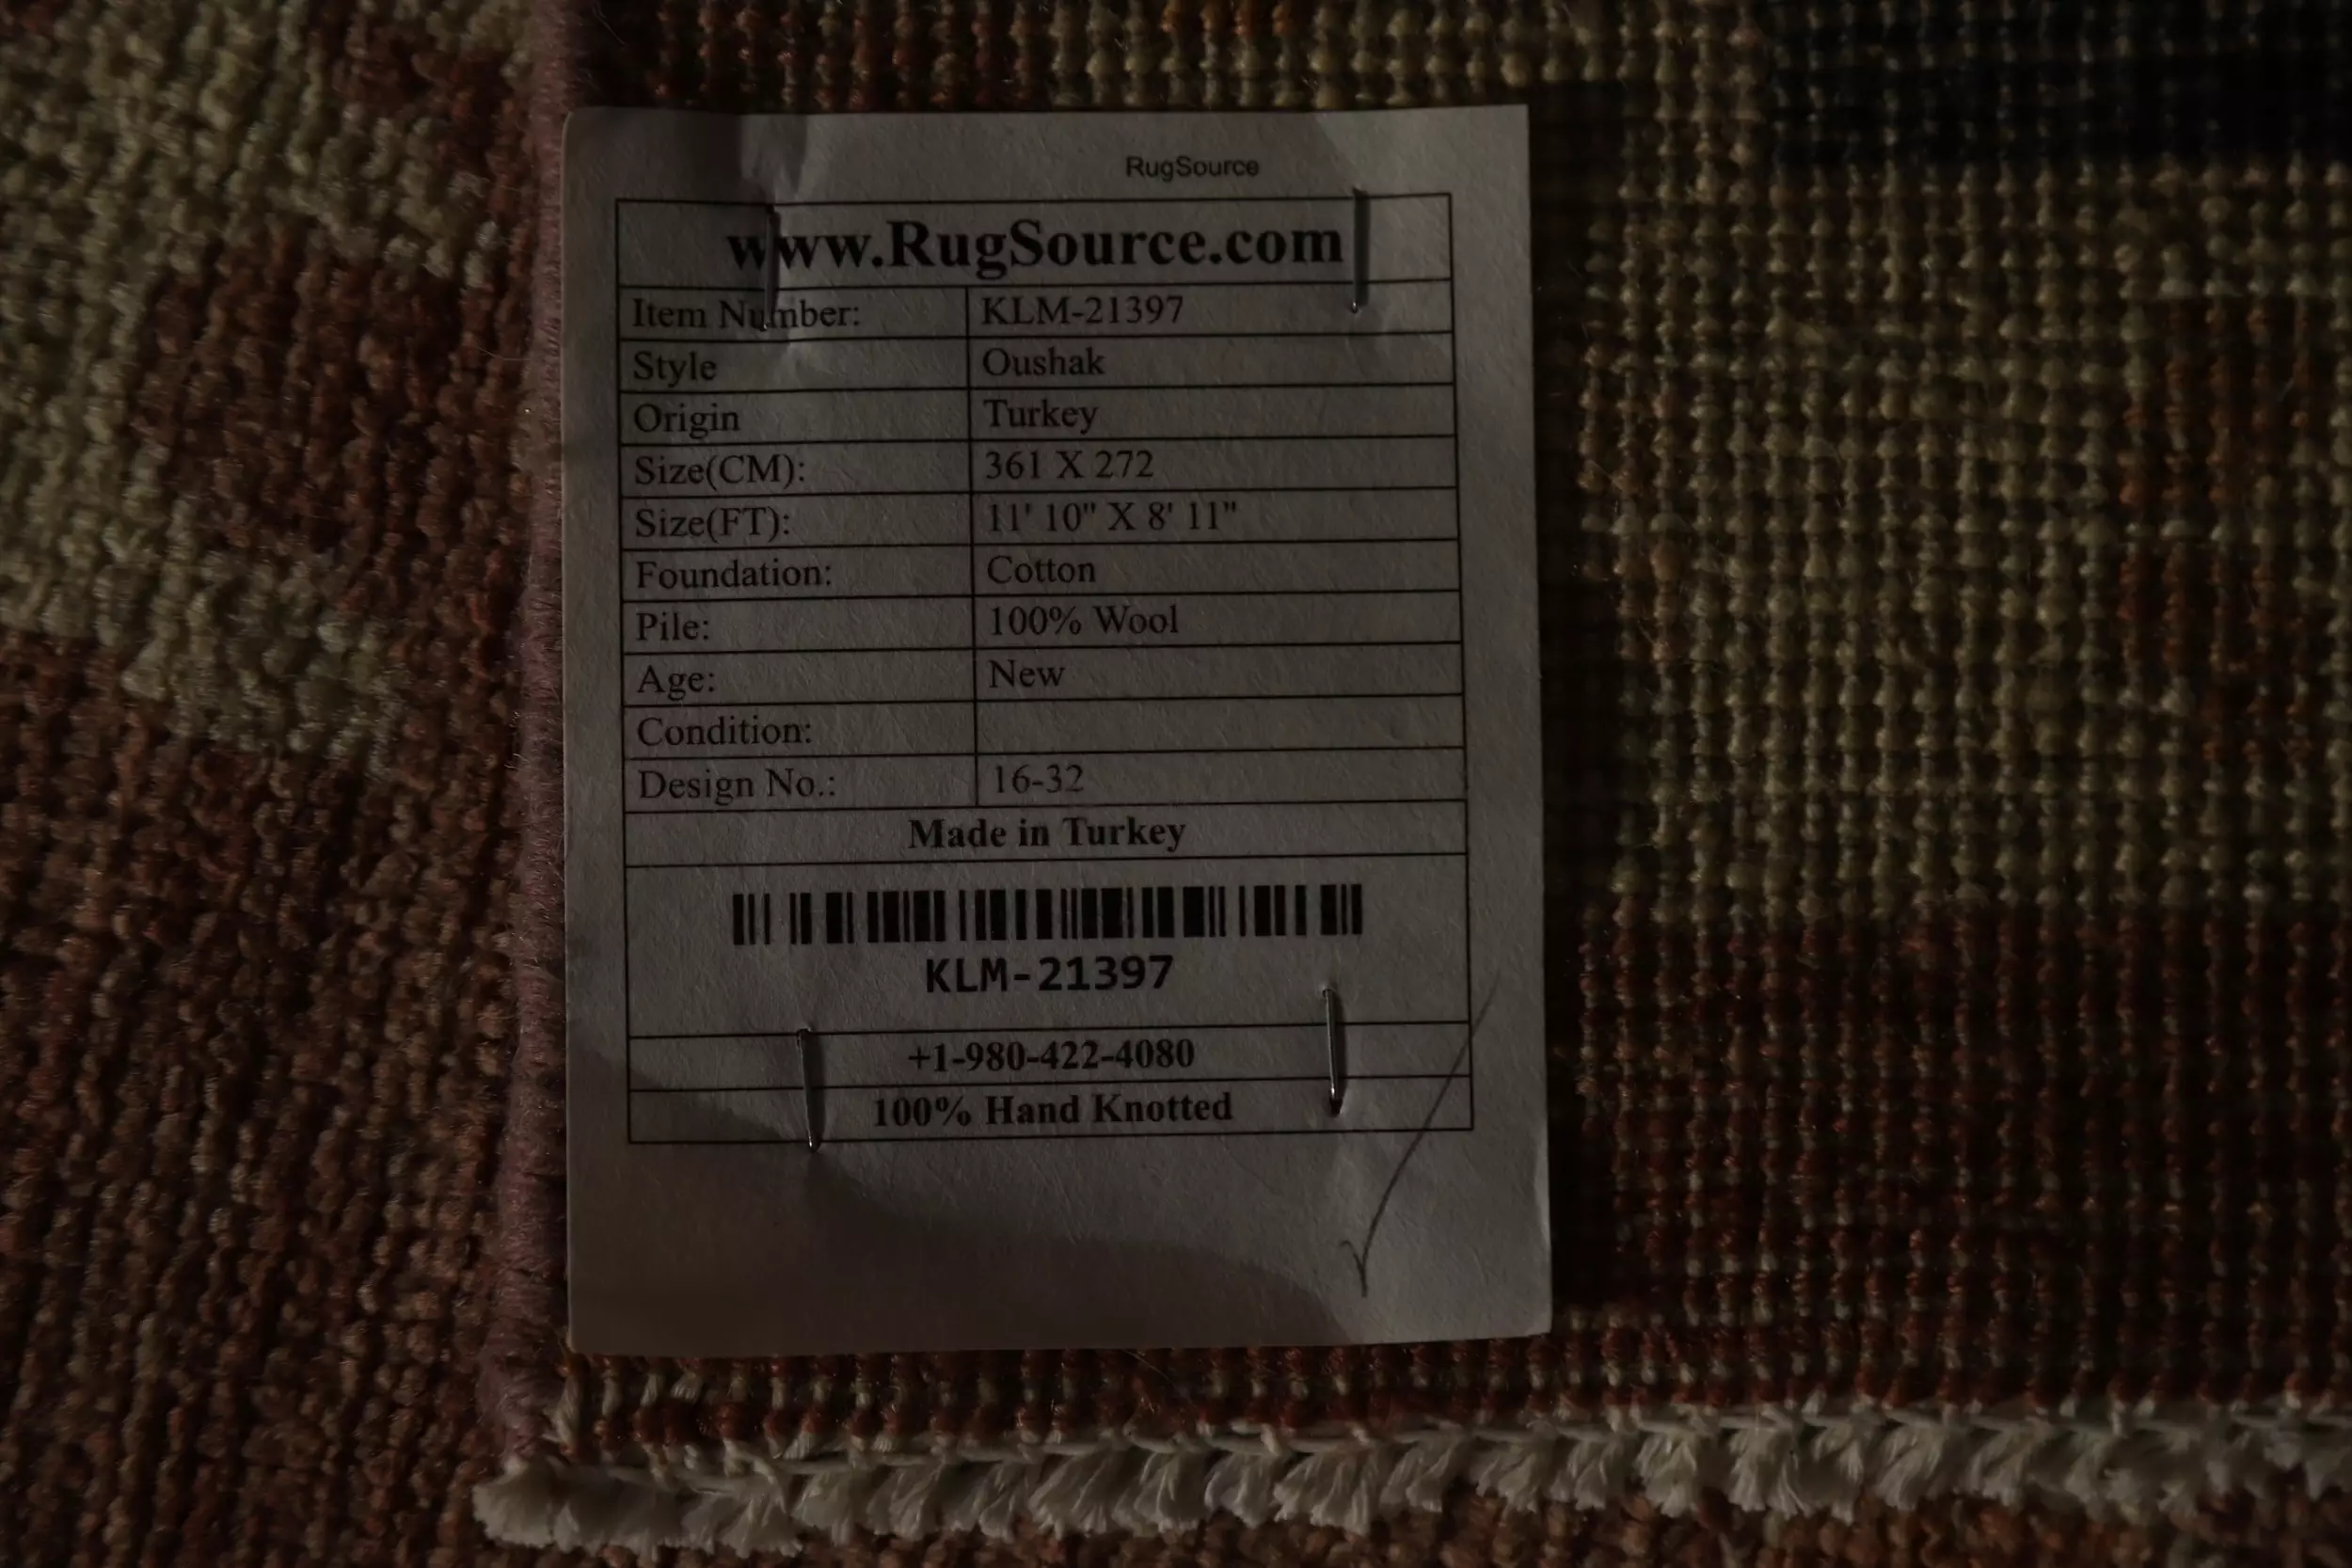 RugSource
www.RugSource.com
Item Number: KLM-21397
Style Oushak
Origin Turkey
Size(CM): 361 X 272
Size(FT): 11' 10" X 8' 11"
Foundation: Cotton
Pile: 100% Wool
Age: New
Condition:
Design No.: 16-32
Made in Turkey
KLM-21397
+1-980-422-4080
100% Hand Knotted